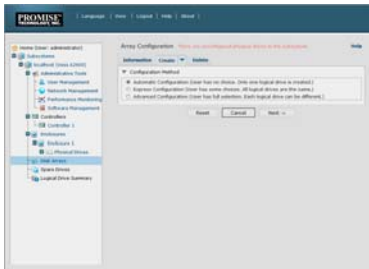 PROMISE
TECHNOLOGY, INC.
| Language | View | Logout | Help | About |
Home (User: administrator)
Subsystems
Administrative Tools
User Management
Network Management
Performance Monitoring
Software Management
Controllers
Controller 1
Enclosures
Enclosure 1
Physical Drives
Disk Arrays
Spare Drives
Logical Drive Summary
Array Configuration
Help
Information Create Delete
Configuration Method
Automatic Configuration (User has no choice. Only one logical drive is created.)
Express Configuration (User has some choices. All logical drives are the same.)
Advanced Configuration (User has full selection. Each logical drive can be different.)
Reset Cancel Next ->